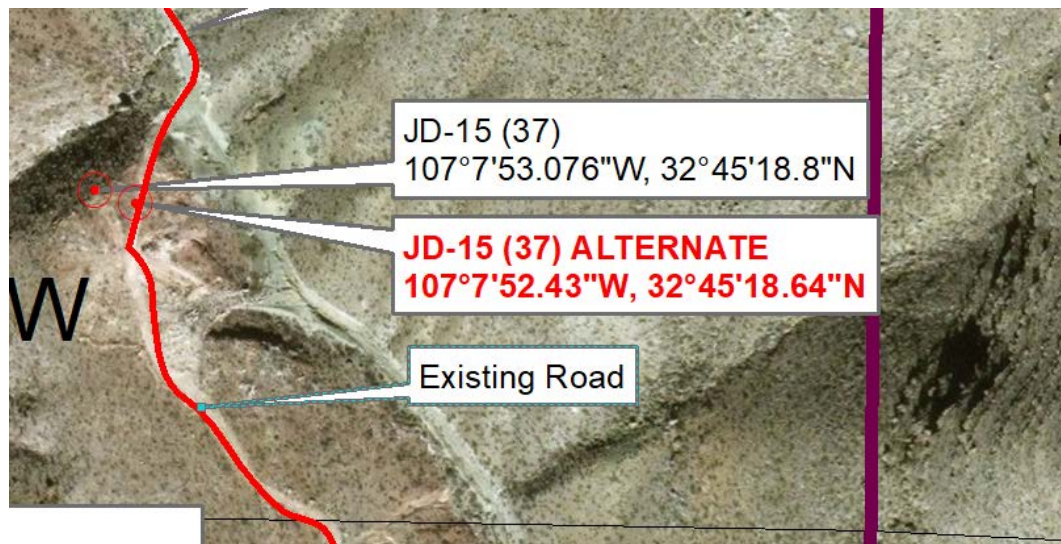 JD-15 (37)
107°7'53.076"W, 32°45'18.8"N
JD-15 (37) ALTERNATE
107°7'52.43"W, 32°45'18.64"N
W
Existing Road